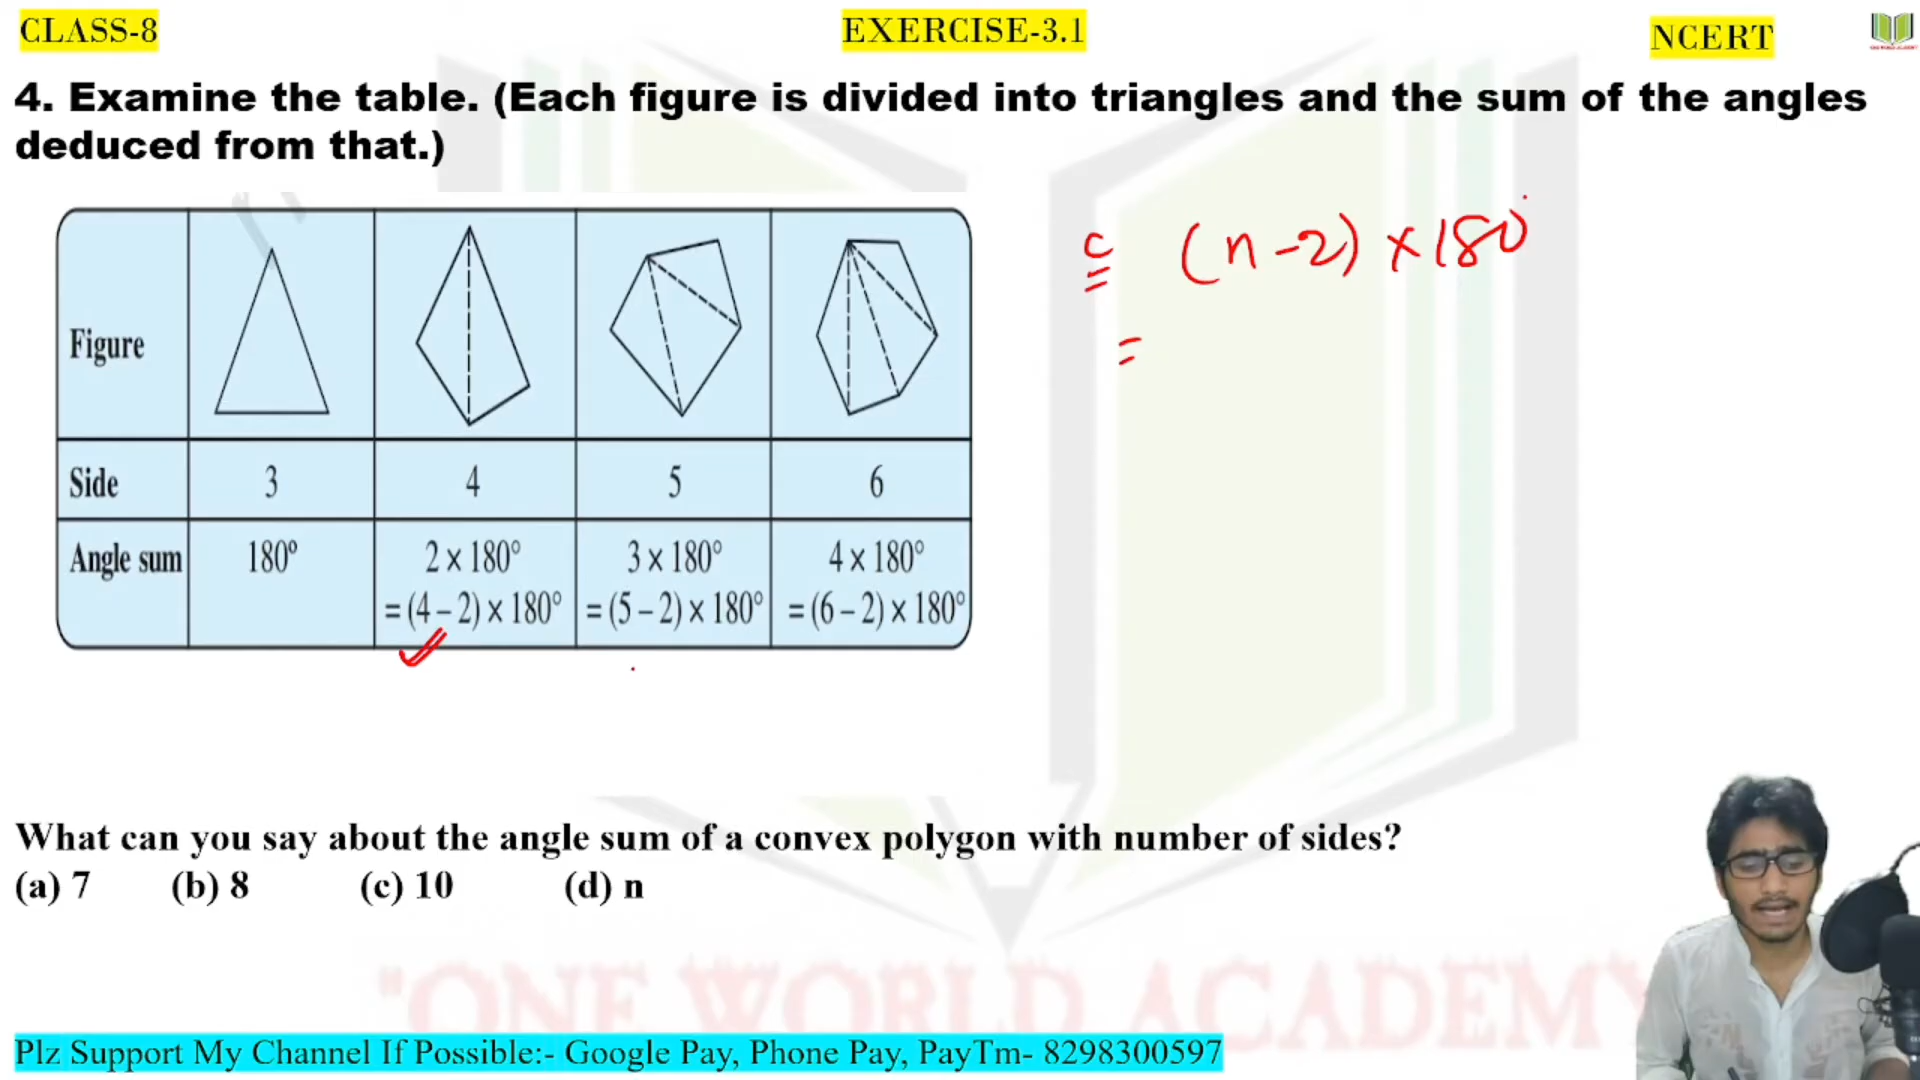 CLASS-8
EXERCISE-3.1
NCERT
4. Examine the table. (Each figure is divided into triangles and the sum of the angles
deduced from that.)
Figure
Side 3 4 5 6
Angle sum 180° 2 × 180° 3 × 180° 4 × 180°
= (4 – 2) × 180° = (5 – 2) × 180° = (6 – 2) × 180°
c (n-2) ×180°
=
What can you say about the angle sum of a convex polygon with number of sides?
(a) 7 (b) 8 (c) 10 (d) n
"ONE WORLD ACADEMY
Plz Support My Channel If Possible:- Google Pay, Phone Pay, PayTm- 8298300597